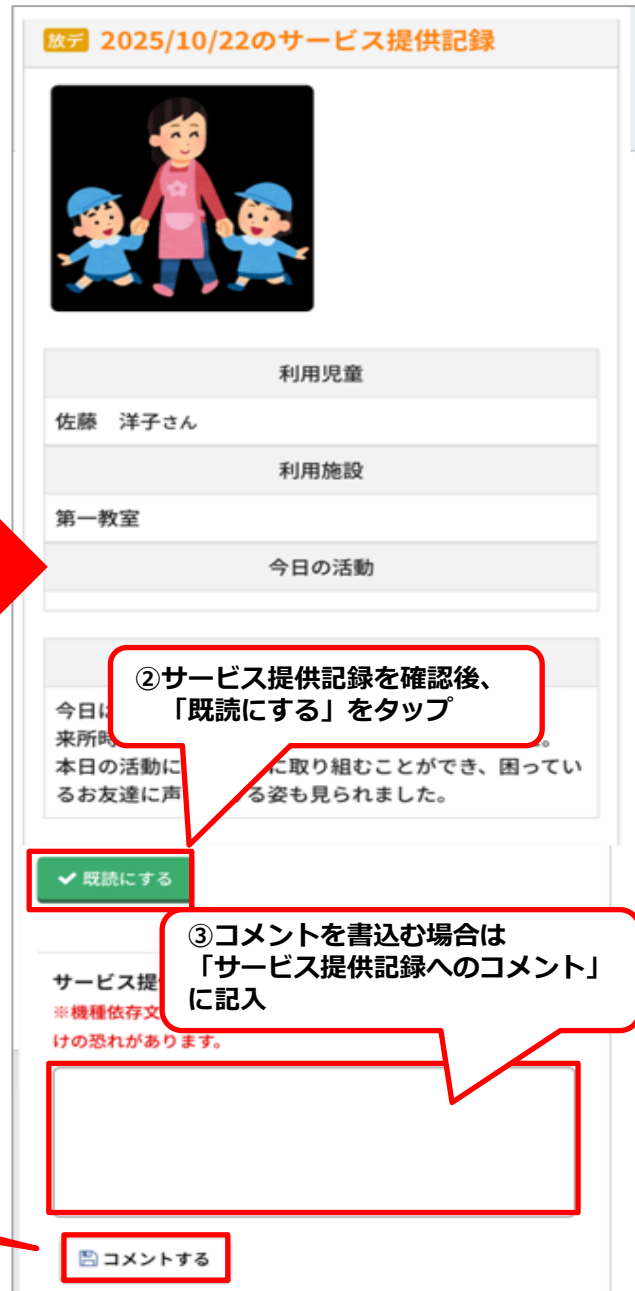 放デ 2025/10/22のサービス提供記録
利用児童
佐藤　洋子さん
利用施設
第一教室
今日の活動
②サービス提供記録を確認後、
「既読にする」をタップ
今日は
来所時
本日の活動に に取り組むことができ、困ってい
るお友達に声 る姿も見られました。
✔ 既読にする
③コメントを書込む場合は
「サービス提供記録へのコメント」
に記入
サービス提
※機種依存文
けの恐れがあります。
コメントする